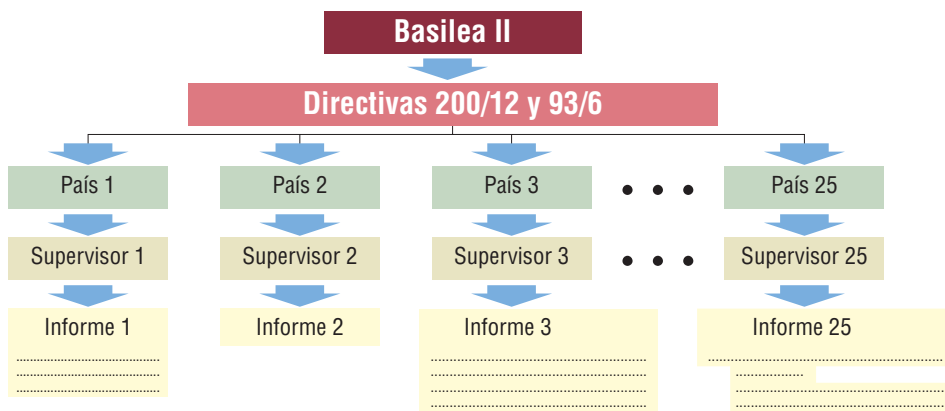 Basilea II
Directivas 200/12 y 93/6
País 1 País 2 País 3 • • • País 25
Supervisor 1 Supervisor 2 Supervisor 3 • • • Supervisor 25
Informe 1 Informe 2 Informe 3 Informe 25